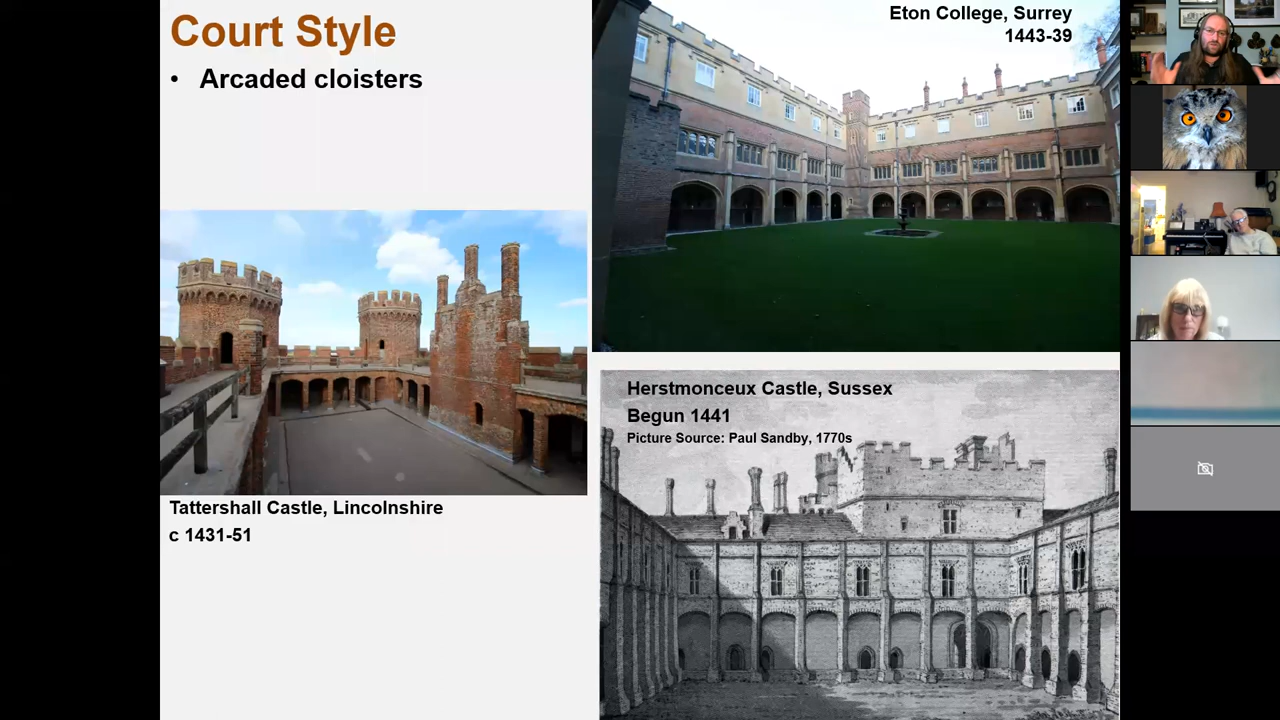 Court Style
• Arcaded cloisters
Eton College, Surrey
1443-39
Tattershall Castle, Lincolnshire
c 1431-51
Herstmonceux Castle, Sussex
Begun 1441
Picture Source: Paul Sandby, 1770s